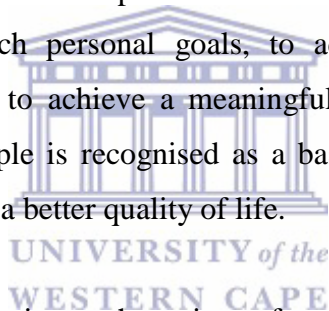 ch personal goals, to a
to achieve a meaningful
ple is recognised as a ba
a better quality of life.
UNIVERSITY of the
WESTERN CAPE